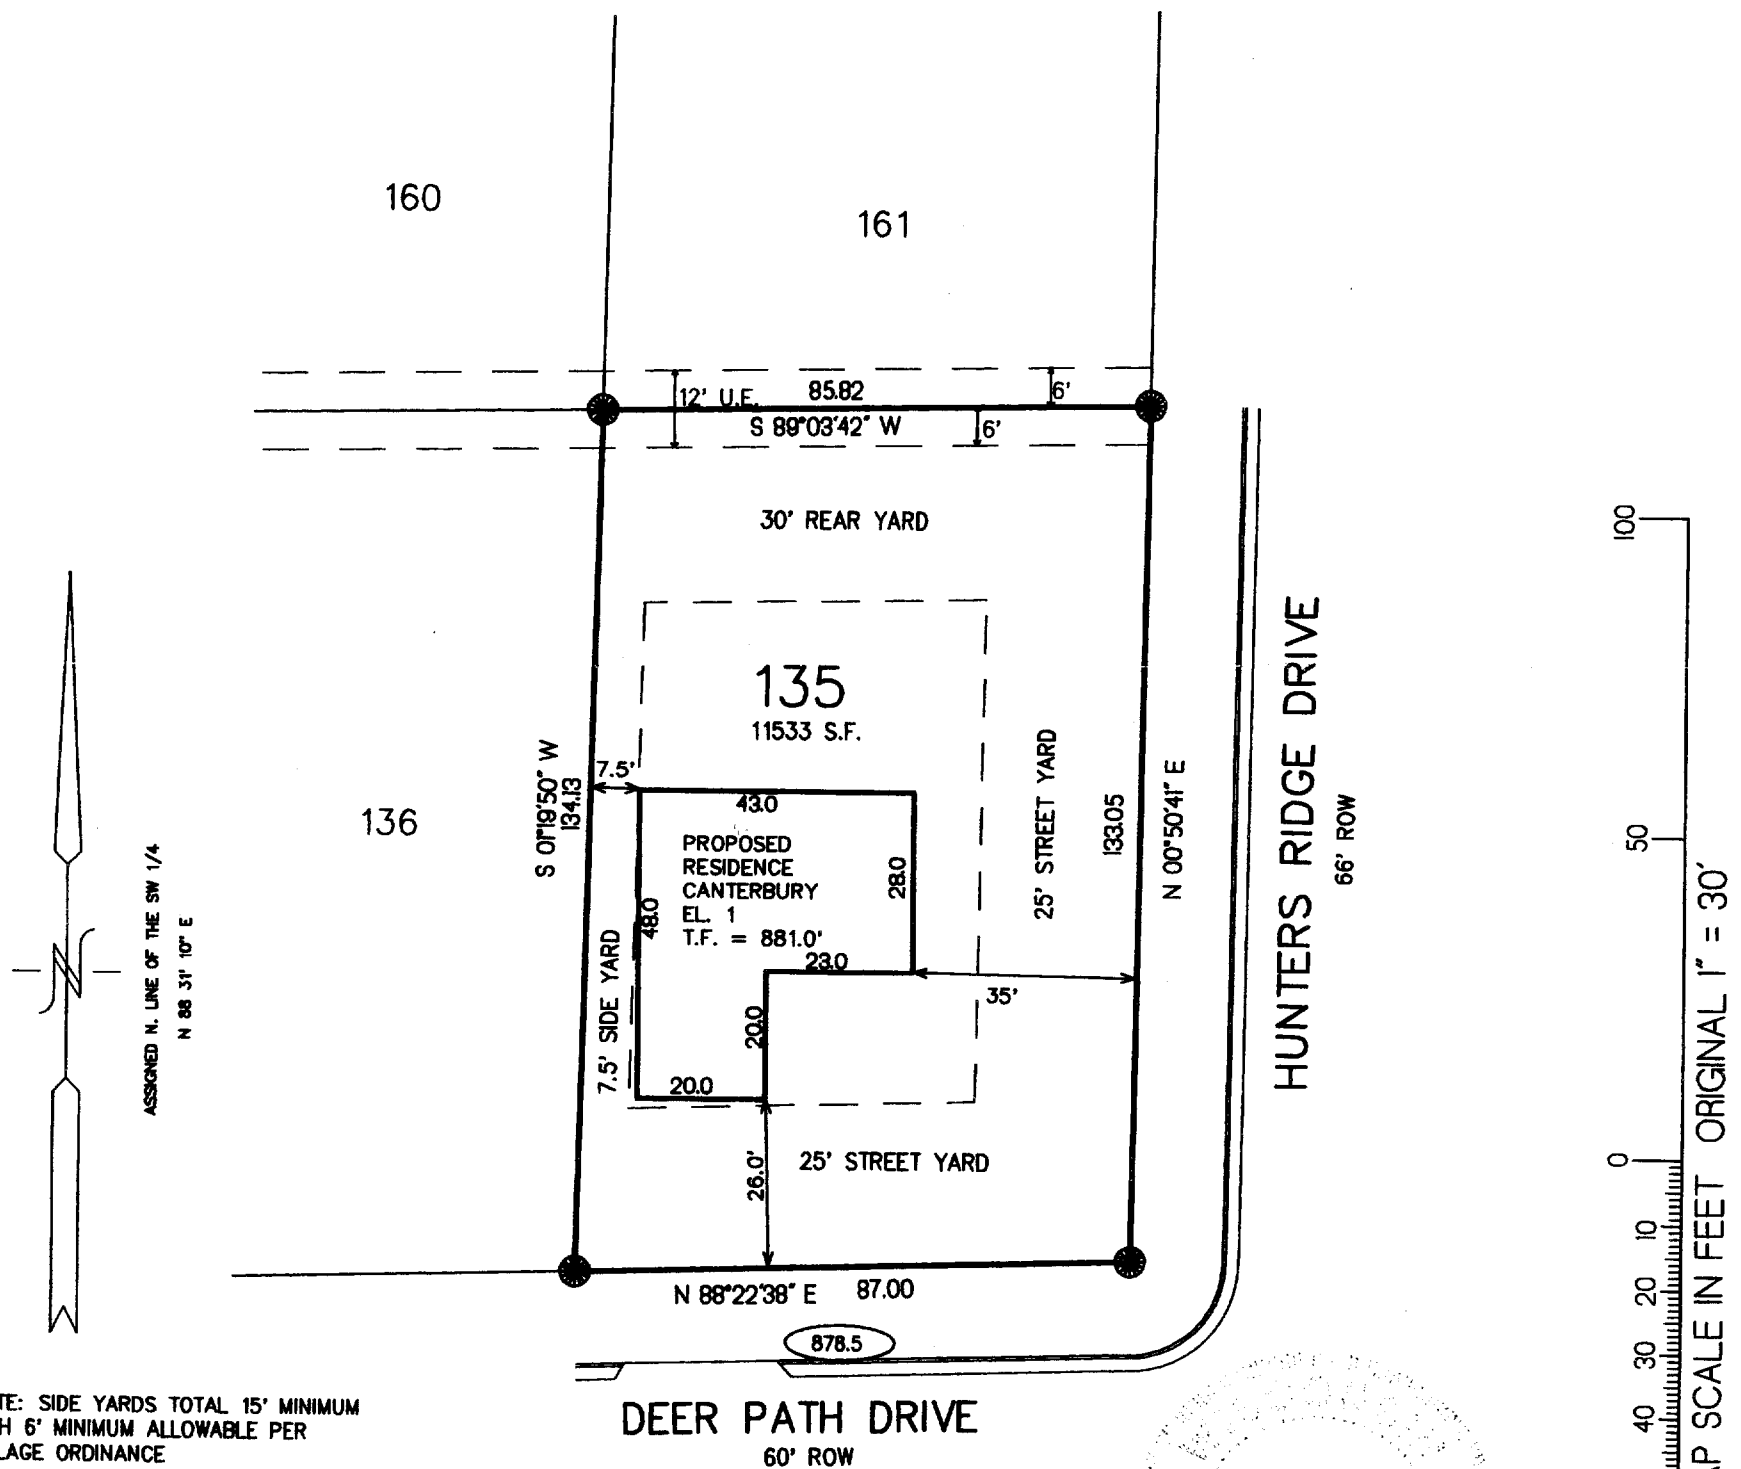 160
161
12' U.E.
85.82
6'
S 89°03'42" W
6'
30' REAR YARD
135
11533 S.F.
136
S 01°19'50" W
134.13
7.5'
43.0
PROPOSED
RESIDENCE
CANTERBURY
EL. 1
T.F. = 881.0'
48.0
28.0
23.0
20.0
20.0
7.5' SIDE YARD
35'
25' STREET YARD
133.05
N 00°50'41" E
HUNTERS RIDGE DRIVE
66' ROW
26.0'
25' STREET YARD
N 88°22'38" E 87.00
878.5
DEER PATH DRIVE
60' ROW
N
ASSIGNED N. LINE OF THE SW 1/4
N 88 31' 10" E
TE: SIDE YARDS TOTAL 15' MINIMUM
H 6' MINIMUM ALLOWABLE PER
LAGE ORDINANCE
100
50
0
10
20
30
40
AP SCALE IN FEET ORIGINAL 1" = 30'